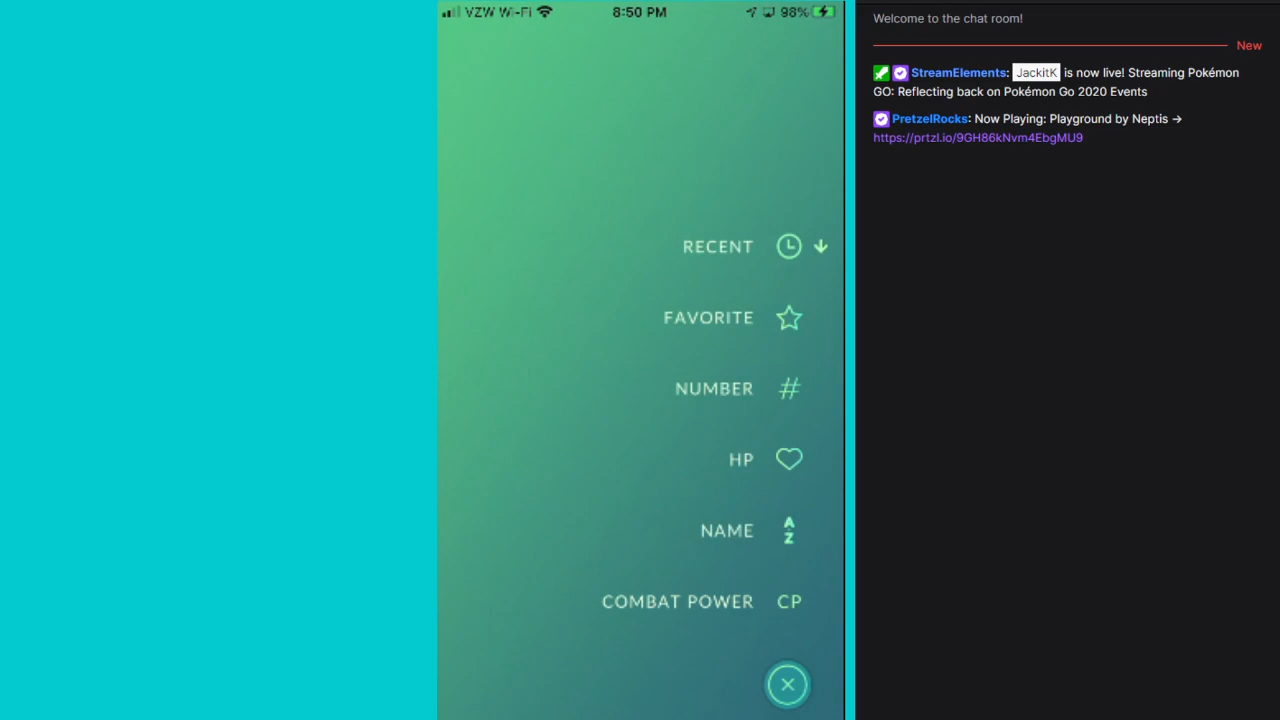 VZW Wi-Fi 8:50 PM 98%
RECENT
FAVORITE
NUMBER #
HP
NAME A Z
COMBAT POWER CP
Welcome to the chat room!
New
StreamElements: JackitK is now live! Streaming Pokémon
GO: Reflecting back on Pokémon Go 2020 Events
PretzelRocks: Now Playing: Playground by Neptis →
https://prtzl.io/9GH86kNvm4EbgMU9